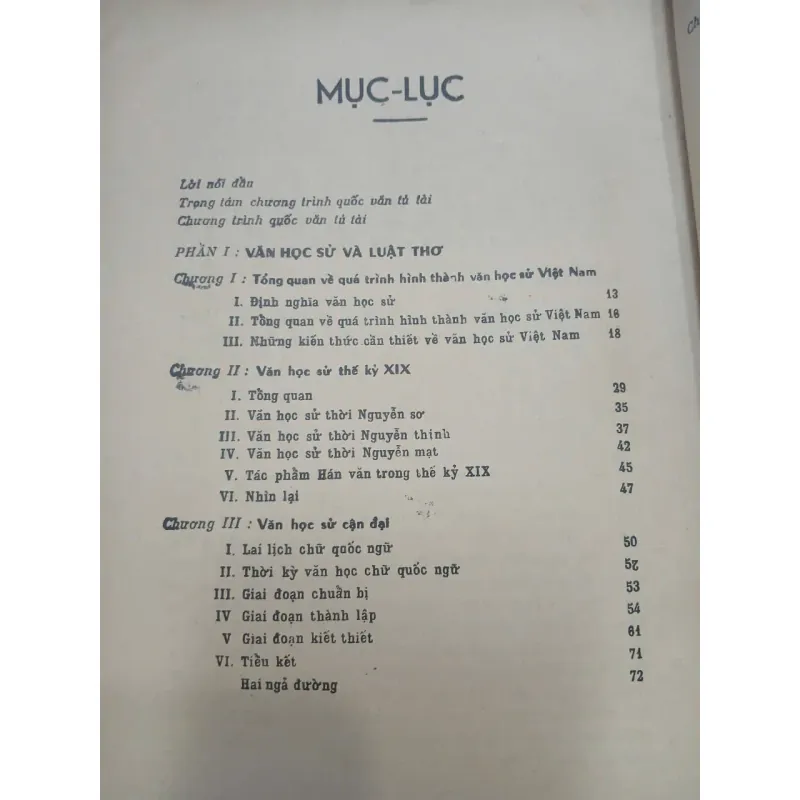 MỤC-LỤC
Lời nói đầu
Trọng tâm chương trình quốc văn tú tài
Chương trình quốc văn tú tài
PHẦN I : VĂN HỌC SỬ VÀ LUẬT THƠ
Chương I : Tổng quan về quá trình hình thành văn học sử Việt Nam
I. Định nghĩa văn học sử 13
II. Tổng quan về quá trình hình thành văn học sử Việt Nam 16
III. Những kiến thức cần thiết về văn học sử Việt Nam 18
Chương II : Văn học sử thế kỷ XIX
I. Tổng quan 29
II. Văn học sử thời Nguyễn sơ 35
III. Văn học sử thời Nguyễn thịnh 37
IV. Văn học sử thời Nguyễn mạt 42
V. Tác phẩm Hán văn trong thế kỷ XIX 45
VI. Nhìn lại 47
Chương III : Văn học sử cận đại
I. Lai lịch chữ quốc ngữ 50
II. Thời kỳ văn học chữ quốc ngữ
III. Giai đoạn chuẩn bị 53
IV Giai đoạn thành lập 54
V Giai đoạn kiết thiết 61
VI. Tiểu kết 71
Hai ngả đường 72